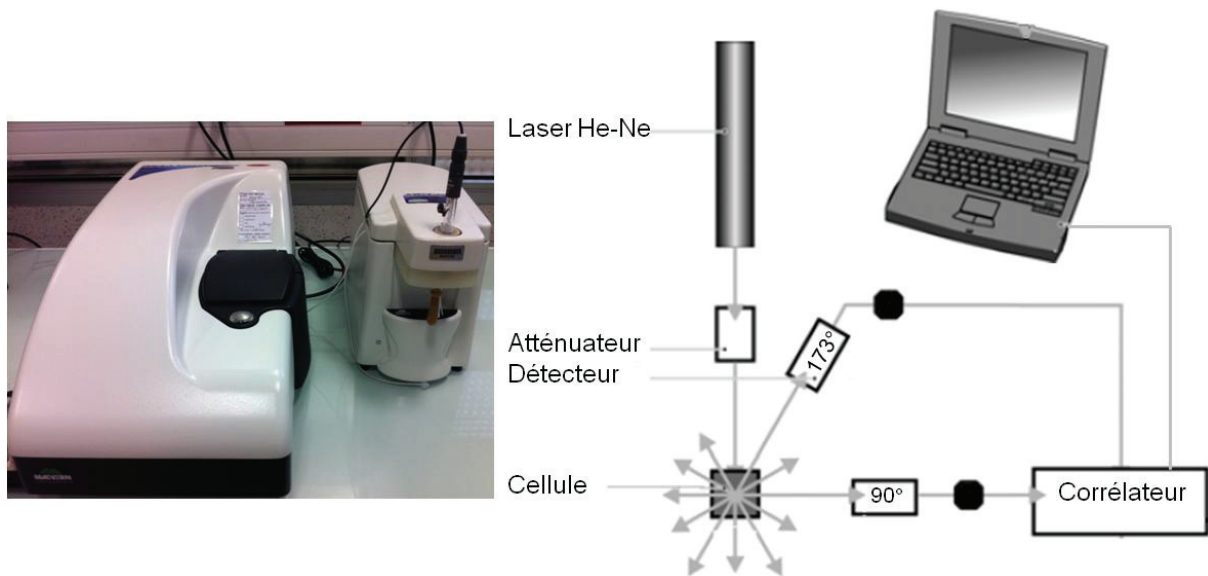 Laser He-Ne
Atténuateur
Détecteur
173°
Cellule
90°
Corrélateur